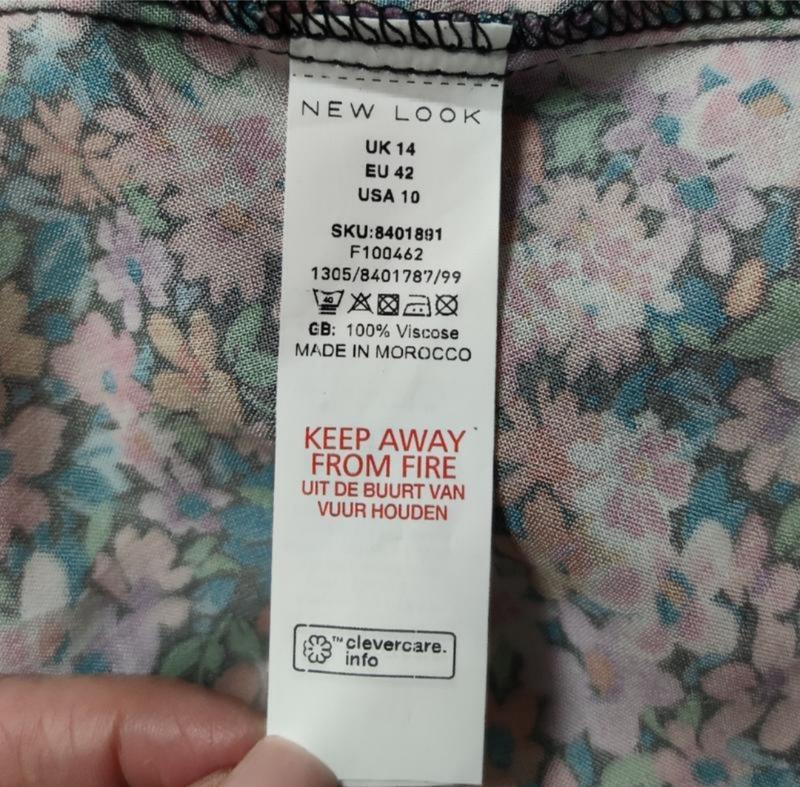 NEW LOOK
UK 14
EU 42
USA 10
SKU:8401891
F100462
1305/8401787/99
40
GB: 100% Viscose
MADE IN MOROCCO
KEEP AWAY
FROM FIRE
UIT DE BUURT VAN
VUUR HOUDEN
™ clevercare.
info